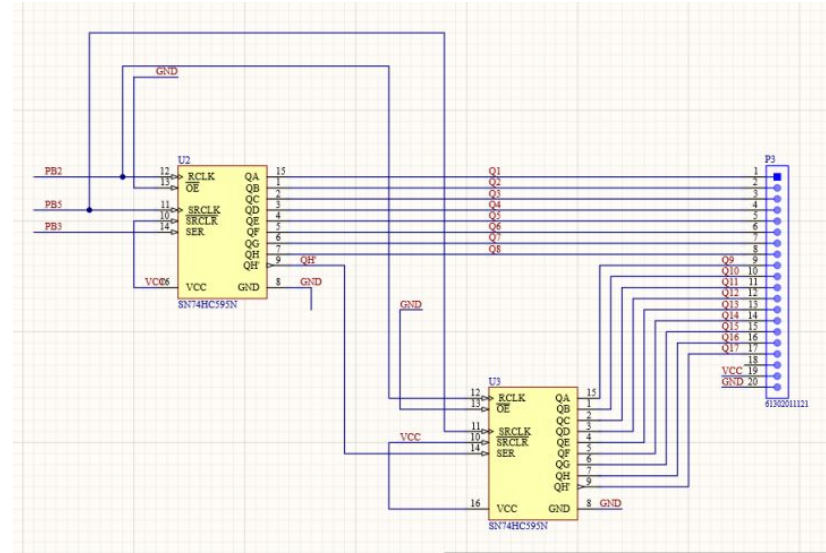 GND
P3
U2
PB2 12 RCLK QA 15 Q1 1
13 OE QB 1 Q2 2
QC 2 Q3 3
PB5 11 SRCLK QD 3 Q4 4
10 SRCLR QE 4 Q5 5
PB3 14 SER QF 5 Q6 6
QG 6 Q7 7
QH 7 Q8 8
QH' 9 QH' Q9 9
Q10 10
VCC 16 VCC GND 8 GND Q11 11
SN74HC595N
GND
Q12 12
Q13 13
Q14 14
Q15 15
Q16 16
Q17 17
18
VCC 19
GND 20
61302011121
U3
12 RCLK QA 15
13 OE QB 1
QC 2
11 SRCLK QD 3
VCC 10 SRCLR QE 4
14 SER QF 5
QG 6
QH 7
QH' 9
16 VCC GND 8 GND
SN74HC595N